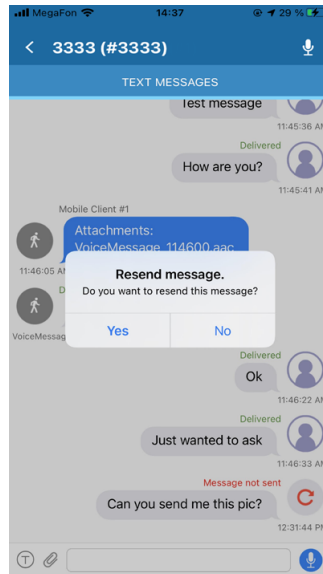 MegaFon 14:37 29 %
3333 (#3333)
TEXT MESSAGES
Test message
11:45:36 AM
Delivered
How are you?
11:45:41 AM
Mobile Client #1
Attachments:
VoiceMessage_114600.aac
11:46:05 AM
Resend message.
Do you want to resend this message?
Yes No
VoiceMessag
Delivered
Ok
11:46:22 AM
Delivered
Just wanted to ask
11:46:33 AM
Message not sent
Can you send me this pic?
12:31:44 PM
T